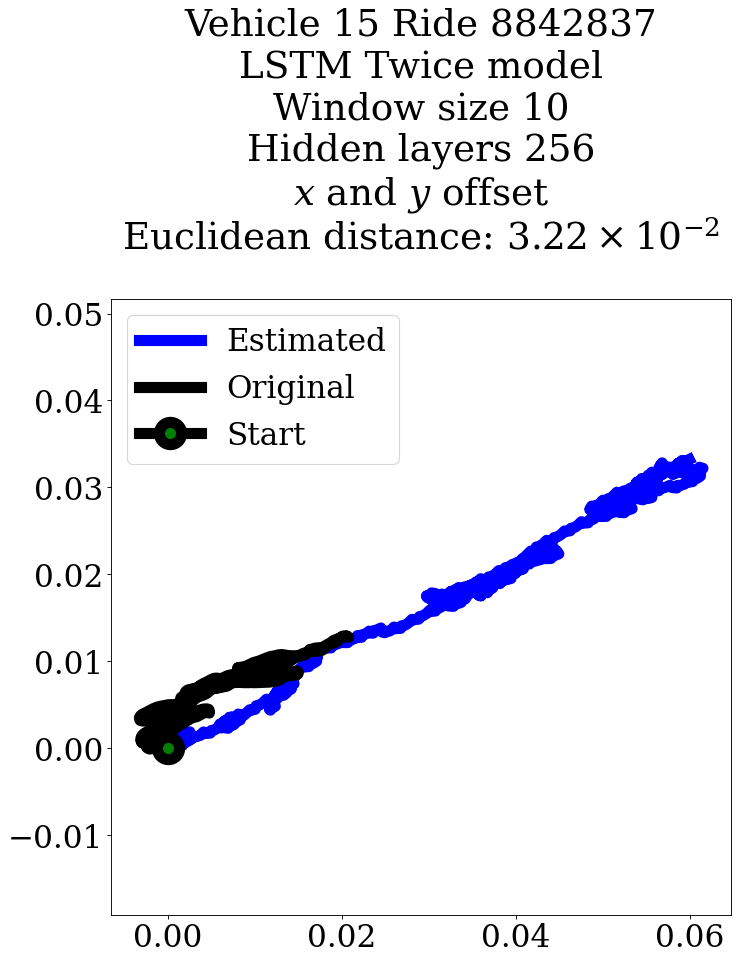 Vehicle 15 Ride 8842837
LSTM Twice model
Window size 10
Hidden layers 256
x and y offset
Euclidean distance: 3.22 × 10⁻²
0.05
Estimated
0.04
Original
Start
0.03
0.02
0.01
0.00
−0.01
0.00 0.02 0.04 0.06